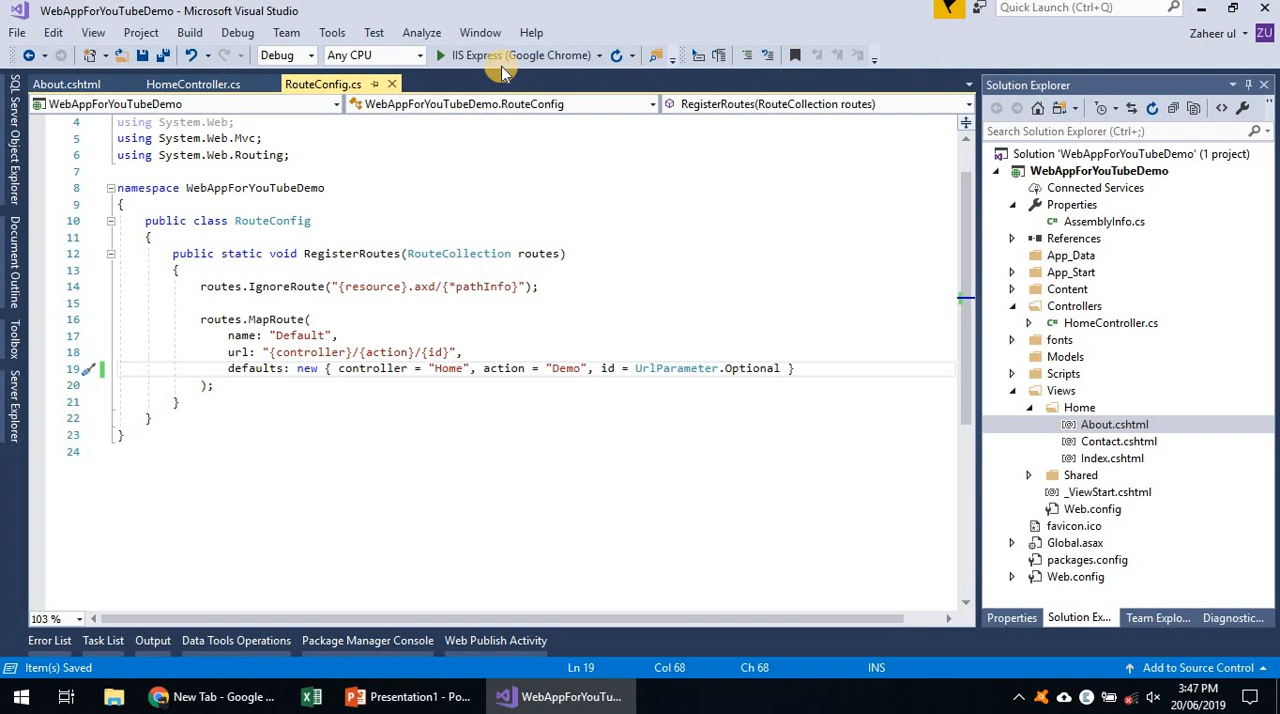 WebAppForYouTubeDemo - Microsoft Visual Studio
Quick Launch (Ctrl+Q)
File Edit View Project Build Debug Team Tools Test Analyze Window Help
Zaheer ul ZU
Debug Any CPU IIS Express (Google Chrome)
About.cshtml HomeController.cs RouteConfig.cs
WebAppForYouTubeDemo WebAppForYouTubeDemo.RouteConfig RegisterRoutes(RouteCollection routes)
4 using System.Web;
5 using System.Web.Mvc;
6 using System.Web.Routing;
7
8 namespace WebAppForYouTubeDemo
9 {
10 public class RouteConfig
11 {
12 public static void RegisterRoutes(RouteCollection routes)
13 {
14 routes.IgnoreRoute("{resource}.axd/{*pathInfo}");
15
16 routes.MapRoute(
17 name: "Default",
18 url: "{controller}/{action}/{id}",
19 defaults: new { controller = "Home", action = "Demo", id = UrlParameter.Optional }
20 );
21 }
22 }
23 }
24
SQL Server Object Explorer
Document Outline
Toolbox
Server Explorer
Solution Explorer
Search Solution Explorer (Ctrl+;)
Solution 'WebAppForYouTubeDemo' (1 project)
WebAppForYouTubeDemo
Connected Services
Properties
AssemblyInfo.cs
References
App_Data
App_Start
Content
Controllers
HomeController.cs
fonts
Models
Scripts
Views
Home
About.cshtml
Contact.cshtml
Index.cshtml
Shared
_ViewStart.cshtml
Web.config
favicon.ico
Global.asax
packages.config
Web.config
103 %
Properties Solution Ex... Team Explo... Diagnostic...
Error List Task List Output Data Tools Operations Package Manager Console Web Publish Activity
Item(s) Saved Ln 19 Col 68 Ch 68 INS Add to Source Control
New Tab - Google ... Presentation1 - Po... WebAppForYouTu...
3:47 PM
20/06/2019